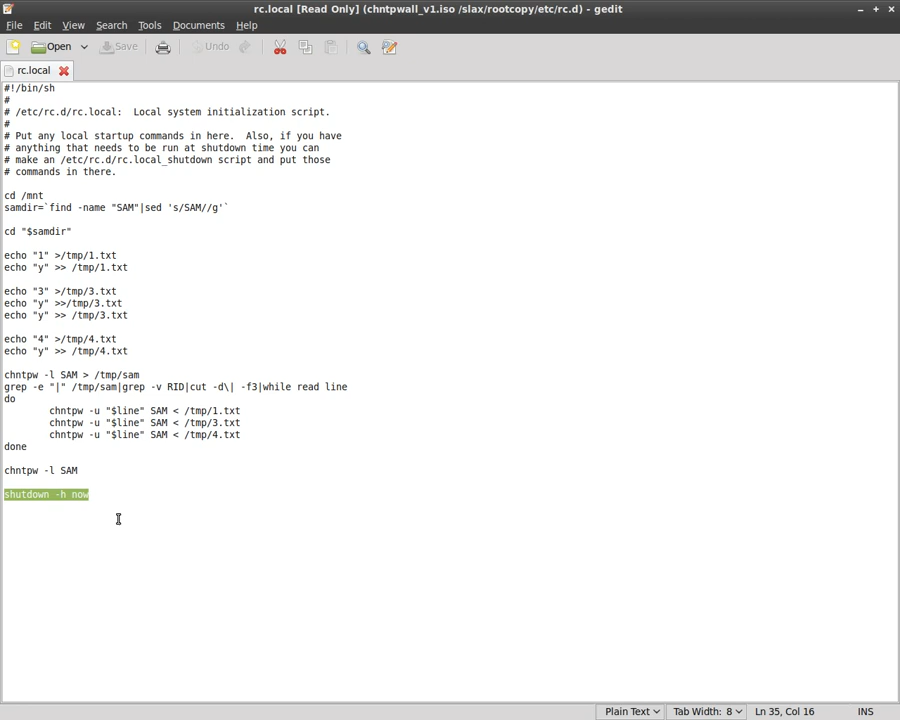 rc.local [Read Only] (chntpwall_v1.iso /slax/rootcopy/etc/rc.d) - gedit
File Edit View Search Tools Documents Help
Open Save Undo
rc.local
#!/bin/sh
#
# /etc/rc.d/rc.local:  Local system initialization script.
#
# Put any local startup commands in here.  Also, if you have
# anything that needs to be run at shutdown time you can
# make an /etc/rc.d/rc.local_shutdown script and put those
# commands in there.
cd /mnt
samdir=`find -name "SAM"|sed 's/SAM//g'`
cd "$samdir"
echo "1" >/tmp/1.txt
echo "y" >> /tmp/1.txt
echo "3" >/tmp/3.txt
echo "y" >>/tmp/3.txt
echo "y" >> /tmp/3.txt
echo "4" >/tmp/4.txt
echo "y" >> /tmp/4.txt
chntpw -l SAM > /tmp/sam
grep -e "|" /tmp/sam|grep -v RID|cut -d\| -f3|while read line
do
        chntpw -u "$line" SAM < /tmp/1.txt
        chntpw -u "$line" SAM < /tmp/3.txt
        chntpw -u "$line" SAM < /tmp/4.txt
done
chntpw -l SAM
shutdown -h now
Plain Text Tab Width: 8 Ln 35, Col 16 INS